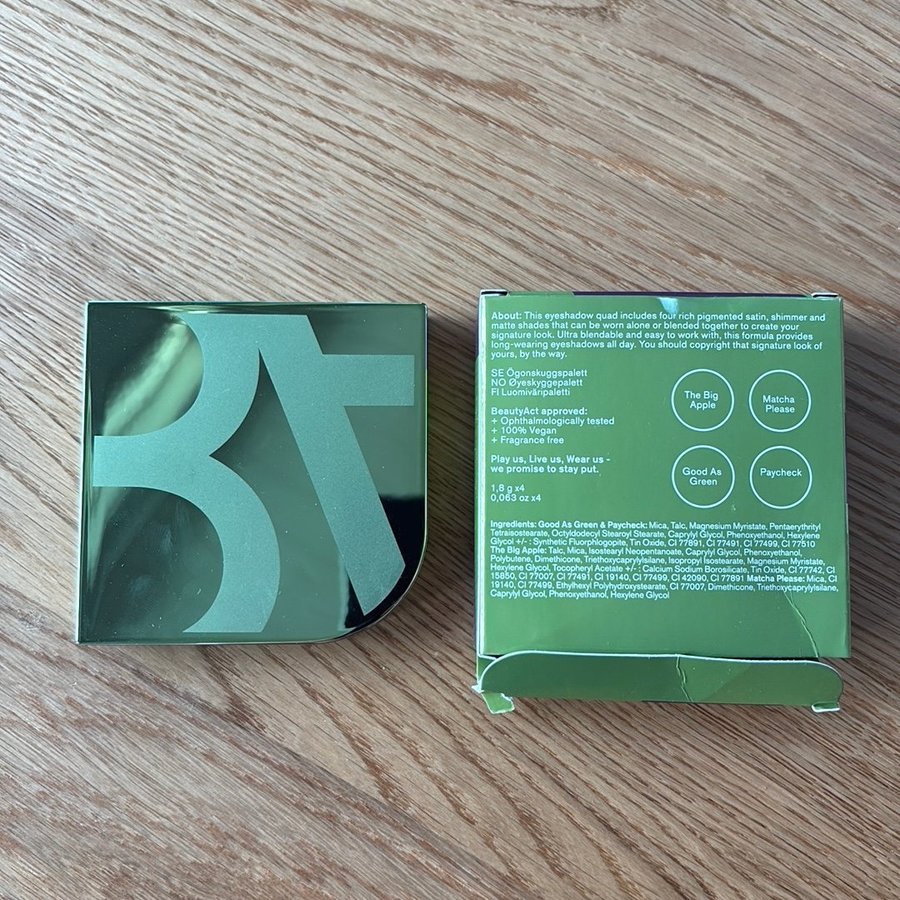 About: This eyeshadow quad includes four rich pigmented satin, shimmer and
matte shades that can be worn alone or blended together to create your
signature look. Ultra blendable and easy to work with, this formula provides
long-wearing eyeshadows all day. You should copyright that signature look of
yours, by the way.
SE Ögonskuggspalett
NO Øyeskyggepalett
FI Luomiväripaletti
BeautyAct approved:
+ Ophthalmologically tested
+ 100% Vegan
+ Fragrance free
Play us, Live us, Wear us -
we promise to stay put.
1,8 g x4
0,063 oz x4
The Big
Apple
Matcha
Please
Good As
Green
Paycheck
Ingredients: Good As Green & Paycheck: Mica, Talc, Magnesium Myristate, Pentaerythrityl
Tetraisostearate, Octyldodecyl Stearoyl Stearate, Caprylyl Glycol, Phenoxyethanol, Hexylene
Glycol +/- : Synthetic Fluorphlogopite, Tin Oxide, CI 77891, CI 77491, CI 77499, CI 77510
The Big Apple: Talc, Mica, Isostearyl Neopentanoate, Caprylyl Glycol, Phenoxyethanol,
Polybutene, Dimethicone, Triethoxycaprylylsilane, Isopropyl Isostearate, Magnesium Myristate,
Hexylene Glycol, Tocopheryl Acetate +/- : Calcium Sodium Borosilicate, Tin Oxide, CI 77742, CI
15850, CI 77007, CI 77491, CI 19140, CI 77499, CI 42090, CI 77891 Matcha Please: Mica, CI
19140, CI 77499, Ethylhexyl Polyhydroxystearate, CI 77007, Dimethicone, Triethoxycaprylylsilane,
Caprylyl Glycol, Phenoxyethanol, Hexylene Glycol